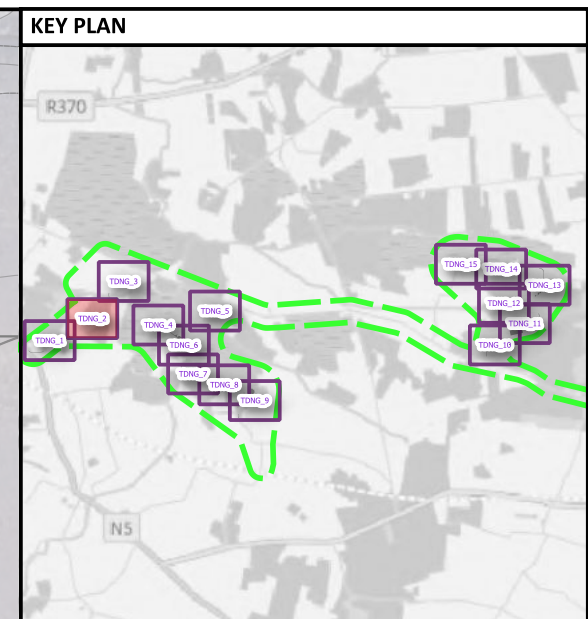 KEY PLAN
R370
TDNG_15
TDNG_14
TDNG_3
TDNG_13
TDNG_12
TDNG_5
TDNG_2
TDNG_4
TDNG_11
TDNG_1
TDNG_6
TDNG_10
TDNG_7
TDNG_8
TDNG_9
N5